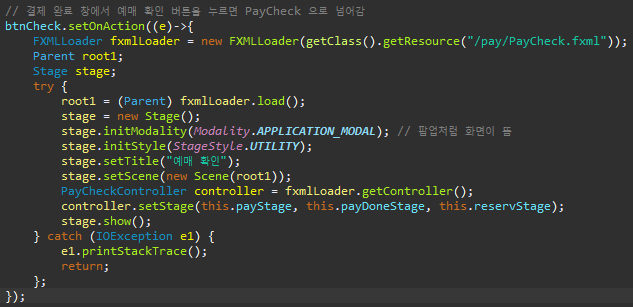 // 결제 완료 창에서 예매 확인 버튼을 누르면 PayCheck 으로 넘어감
btnCheck.setOnAction((e)->{
    FXMLLoader fxmlLoader = new FXMLLoader(getClass().getResource("/pay/PayCheck.fxml"));
    Parent root1;
    Stage stage;
    try {
        root1 = (Parent) fxmlLoader.load();
        stage = new Stage();
        stage.initModality(Modality.APPLICATION_MODAL); // 팝업처럼 화면이 뜸
        stage.initStyle(StageStyle.UTILITY);
        stage.setTitle("예매 확인");
        stage.setScene(new Scene(root1));
        PayCheckController controller = fxmlLoader.getController();
        controller.setStage(this.payStage, this.payDoneStage, this.reservStage);
        stage.show();
    } catch (IOException e1) {
        e1.printStackTrace();
        return;
    };
});